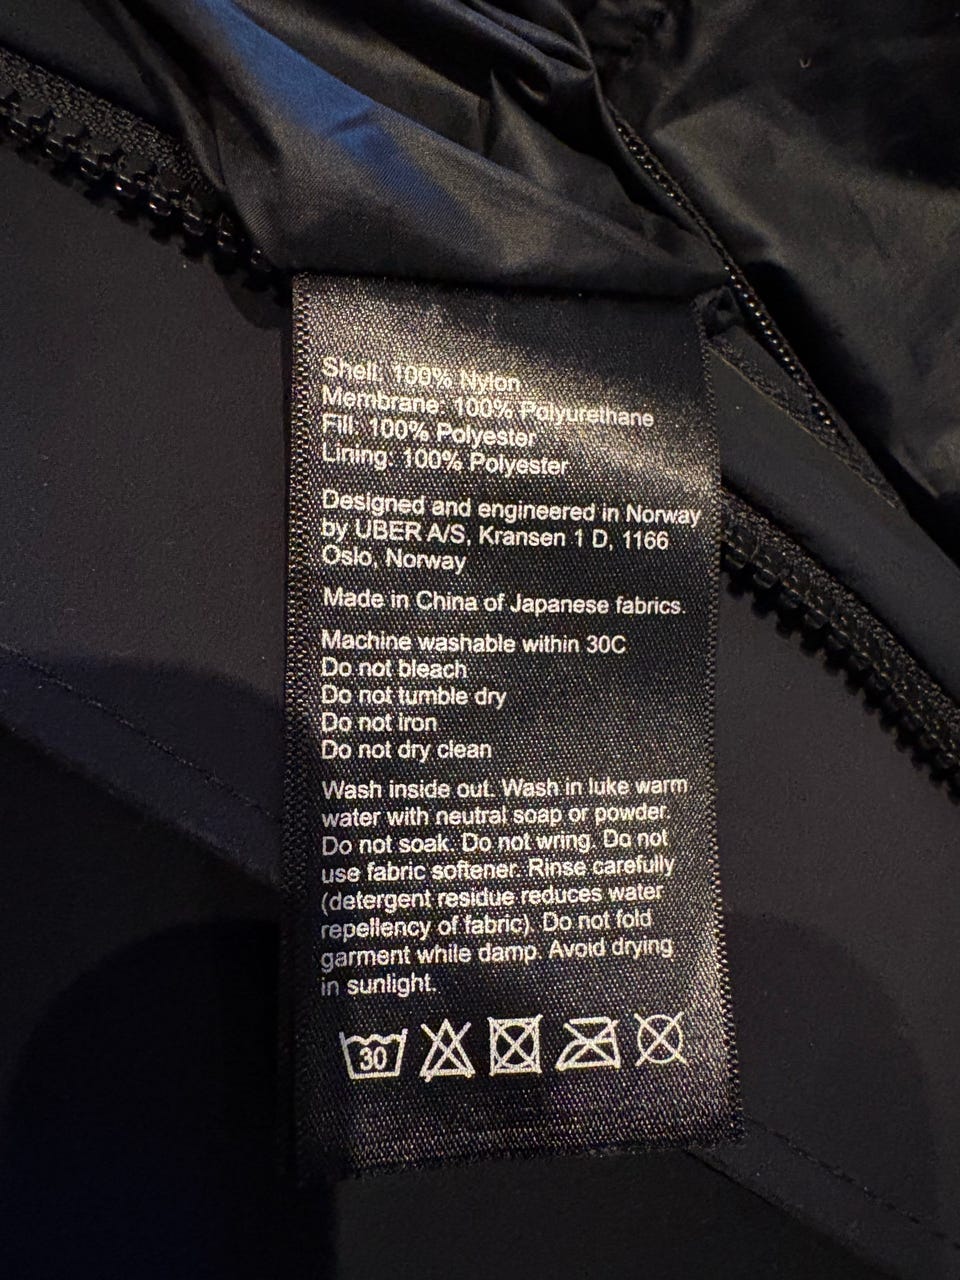 Shell: 100% Nylon
Membrane: 100% Polyurethane
Fill: 100% Polyester
Lining: 100% Polyester
Designed and engineered in Norway
by UBER A/S, Kransen 1 D, 1166
Oslo, Norway
Made in China of Japanese fabrics.
Machine washable within 30C
Do not bleach
Do not tumble dry
Do not iron
Do not dry clean
Wash inside out. Wash in luke warm
water with neutral soap or powder.
Do not soak. Do not wring. Do not
use fabric softener. Rinse carefully
(detergent residue reduces water
repellency of fabric). Do not fold
garment while damp. Avoid drying
in sunlight.
30